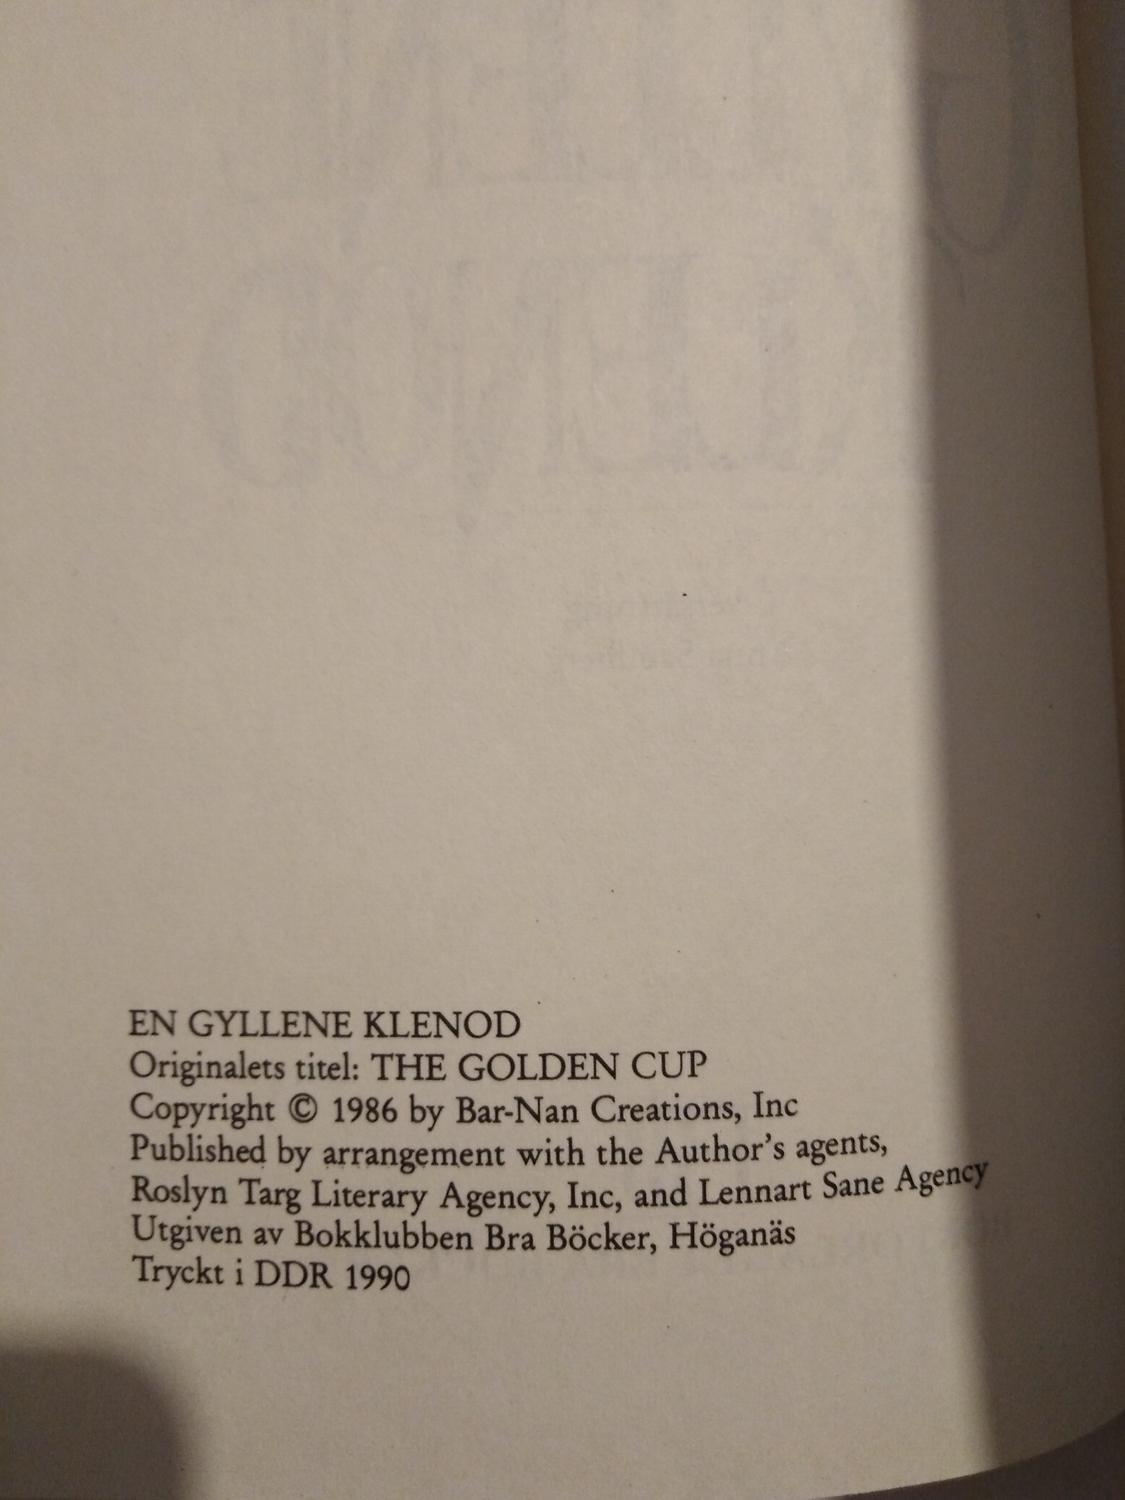 EN GYLLENE KLENOD
Originalets titel: THE GOLDEN CUP
Copyright © 1986 by Bar-Nan Creations, Inc
Published by arrangement with the Author's agents,
Roslyn Targ Literary Agency, Inc, and Lennart Sane Agency
Utgiven av Bokklubben Bra Böcker, Höganäs
Tryckt i DDR 1990